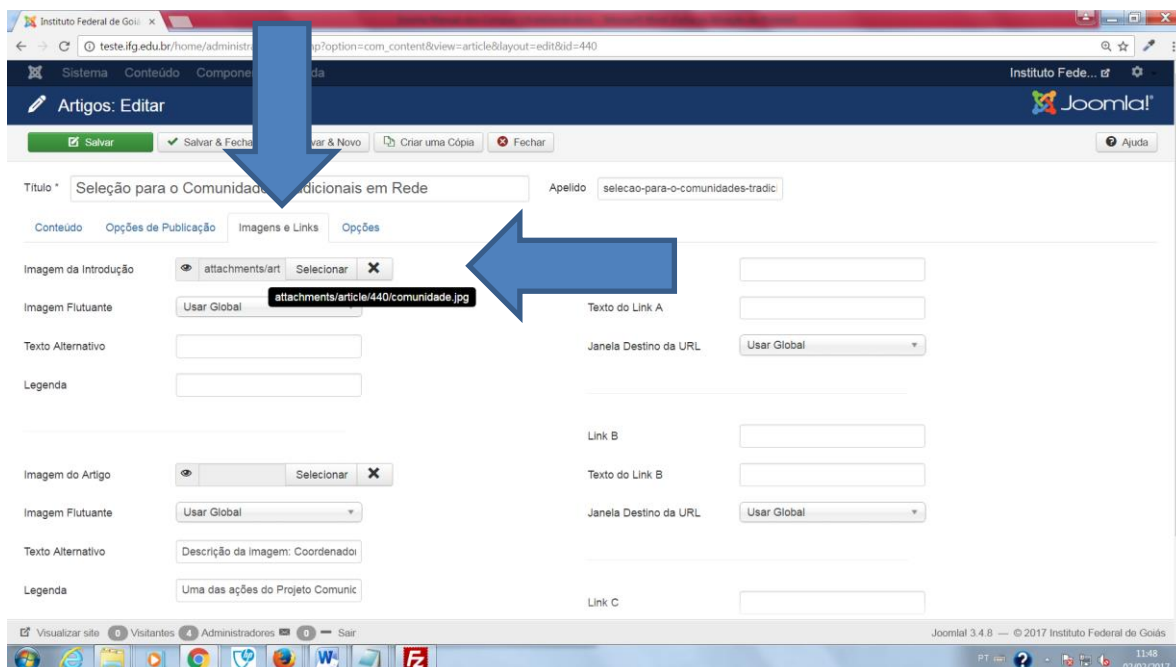 Instituto Federal de Goiá
teste.ifg.edu.br/home/administra
p?option=com_content&view=article&layout=edit&id=440
Sistema Conteúdo Compone da Instituto Fede...
Artigos: Editar Joomla!
Salvar Salvar & Fecha var & Novo Criar uma Cópia Fechar Ajuda
Título * Seleção para o Comunidade dicionais em Rede Apelido selecao-para-o-comunidades-tradic
Conteúdo Opções de Publicação Imagens e Links Opções
Imagem da Introdução attachments/art Selecionar
attachments/article/440/comunidade.jpg
Imagem Flutuante Usar Global Texto do Link A
Texto Alternativo Janela Destino da URL Usar Global
Legenda
Link B
Imagem do Artigo Selecionar Texto do Link B
Imagem Flutuante Usar Global Janela Destino da URL Usar Global
Texto Alternativo Descrição da imagem: Coordenador
Legenda Uma das ações do Projeto Comunic
Link C
Visualizar site 0 Visitantes 4 Administradores 0 Sair Joomla! 3.4.8 — © 2017 Instituto Federal de Goiás
PT 11:48